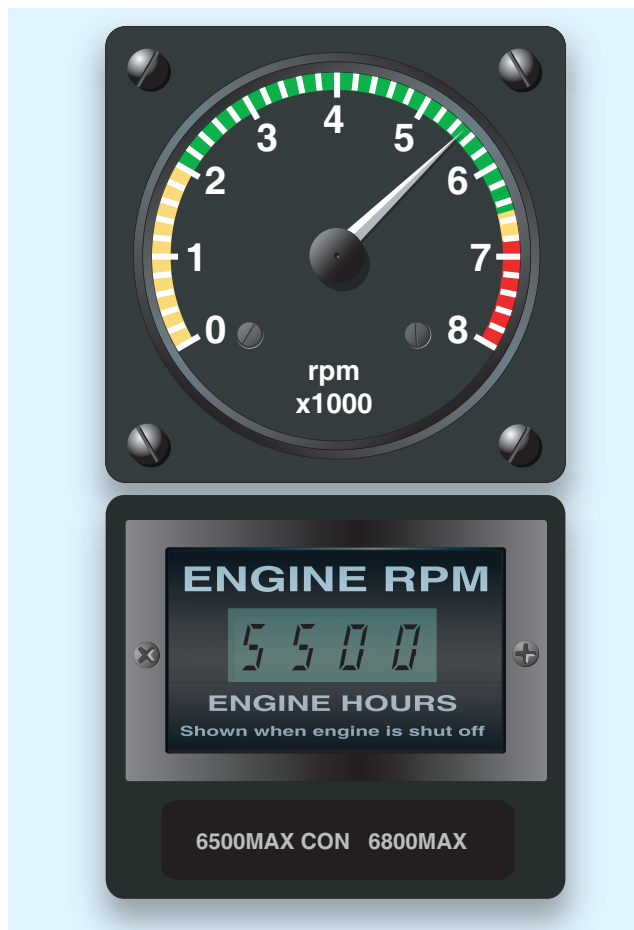 4
3 5
2 6
1 7
0 8
rpm
x1000
ENGINE RPM
5500
ENGINE HOURS
Shown when engine is shut off
6500MAX CON 6800MAX